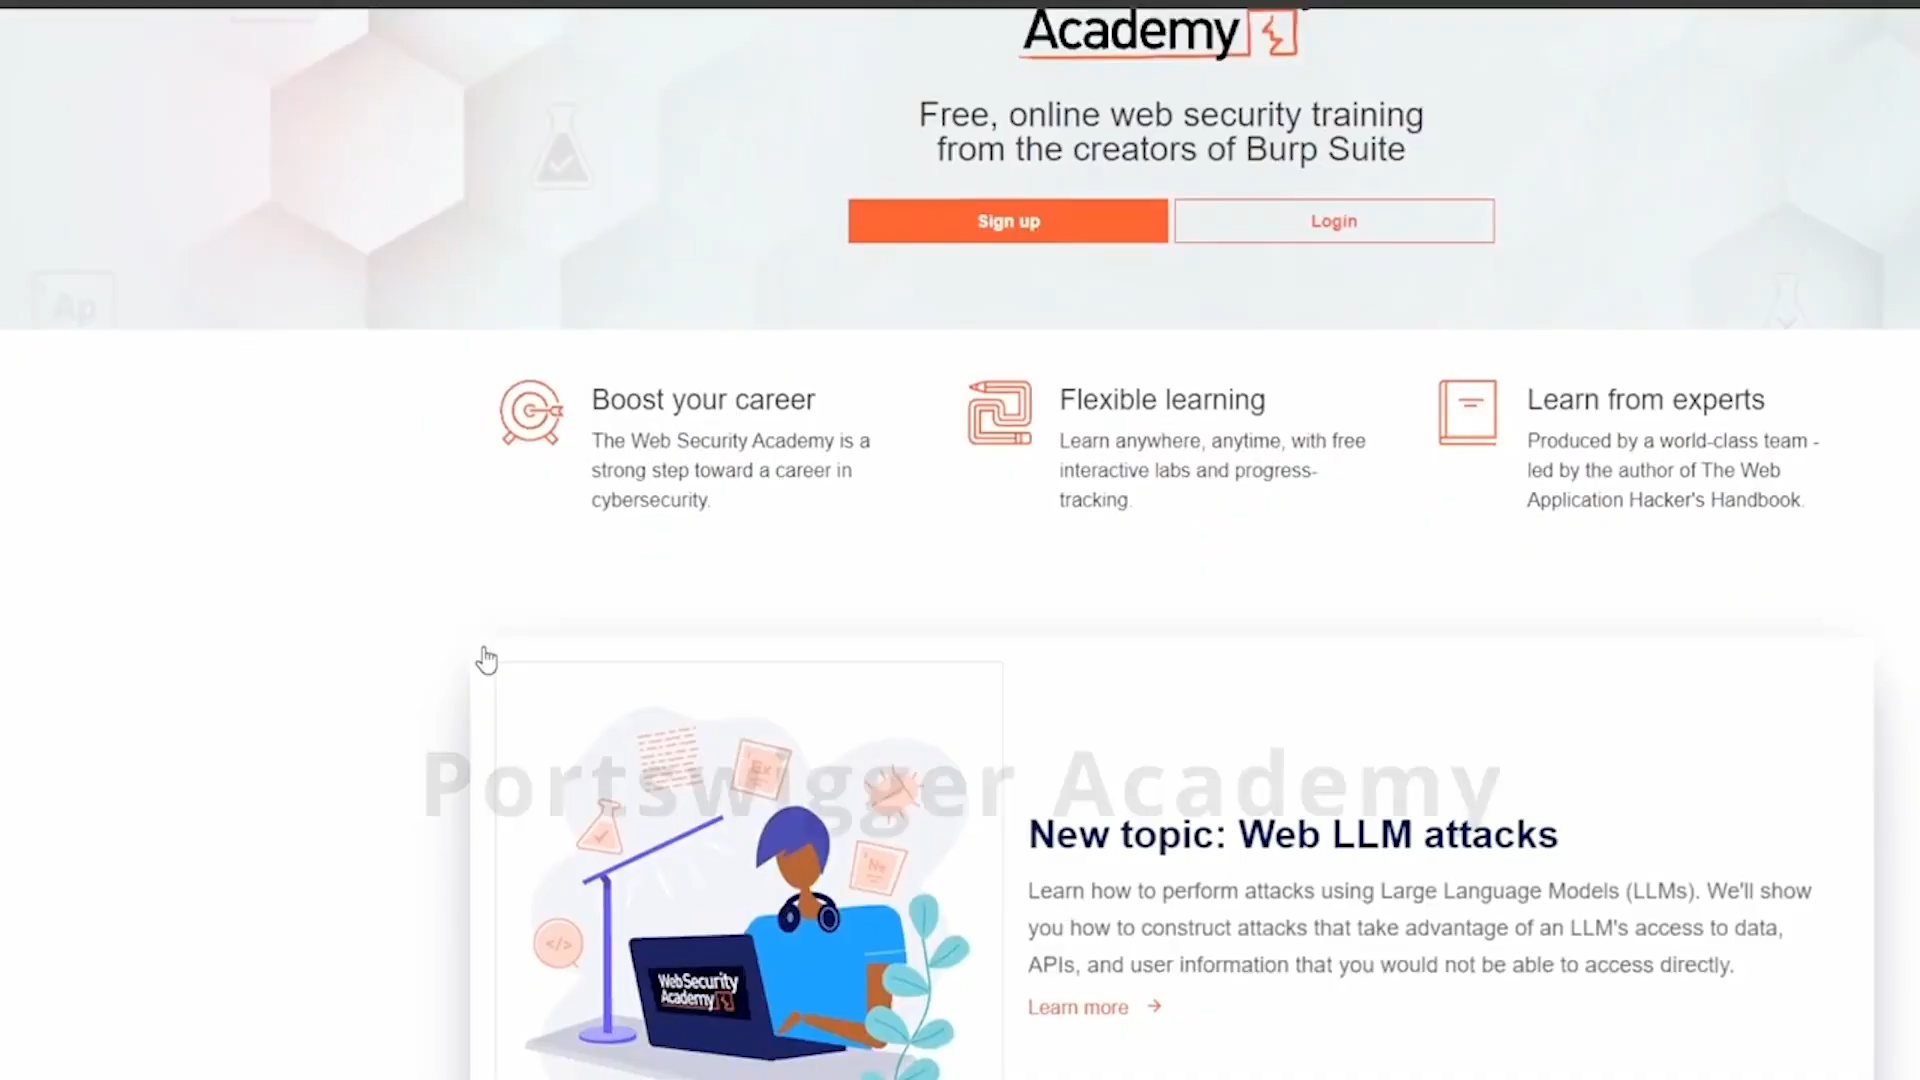 Academy
Free, online web security training
from the creators of Burp Suite
Sign up
Login
Ap
Boost your career
The Web Security Academy is a
strong step toward a career in
cybersecurity.
Flexible learning
Learn anywhere, anytime, with free
interactive labs and progress-
tracking.
Learn from experts
Produced by a world-class team -
led by the author of The Web
Application Hacker's Handbook.
Portswigger Academy
Ex
Ne
</>
WebSecurity
Academy
New topic: Web LLM attacks
Learn how to perform attacks using Large Language Models (LLMs). We'll show
you how to construct attacks that take advantage of an LLM's access to data,
APIs, and user information that you would not be able to access directly.
Learn more →